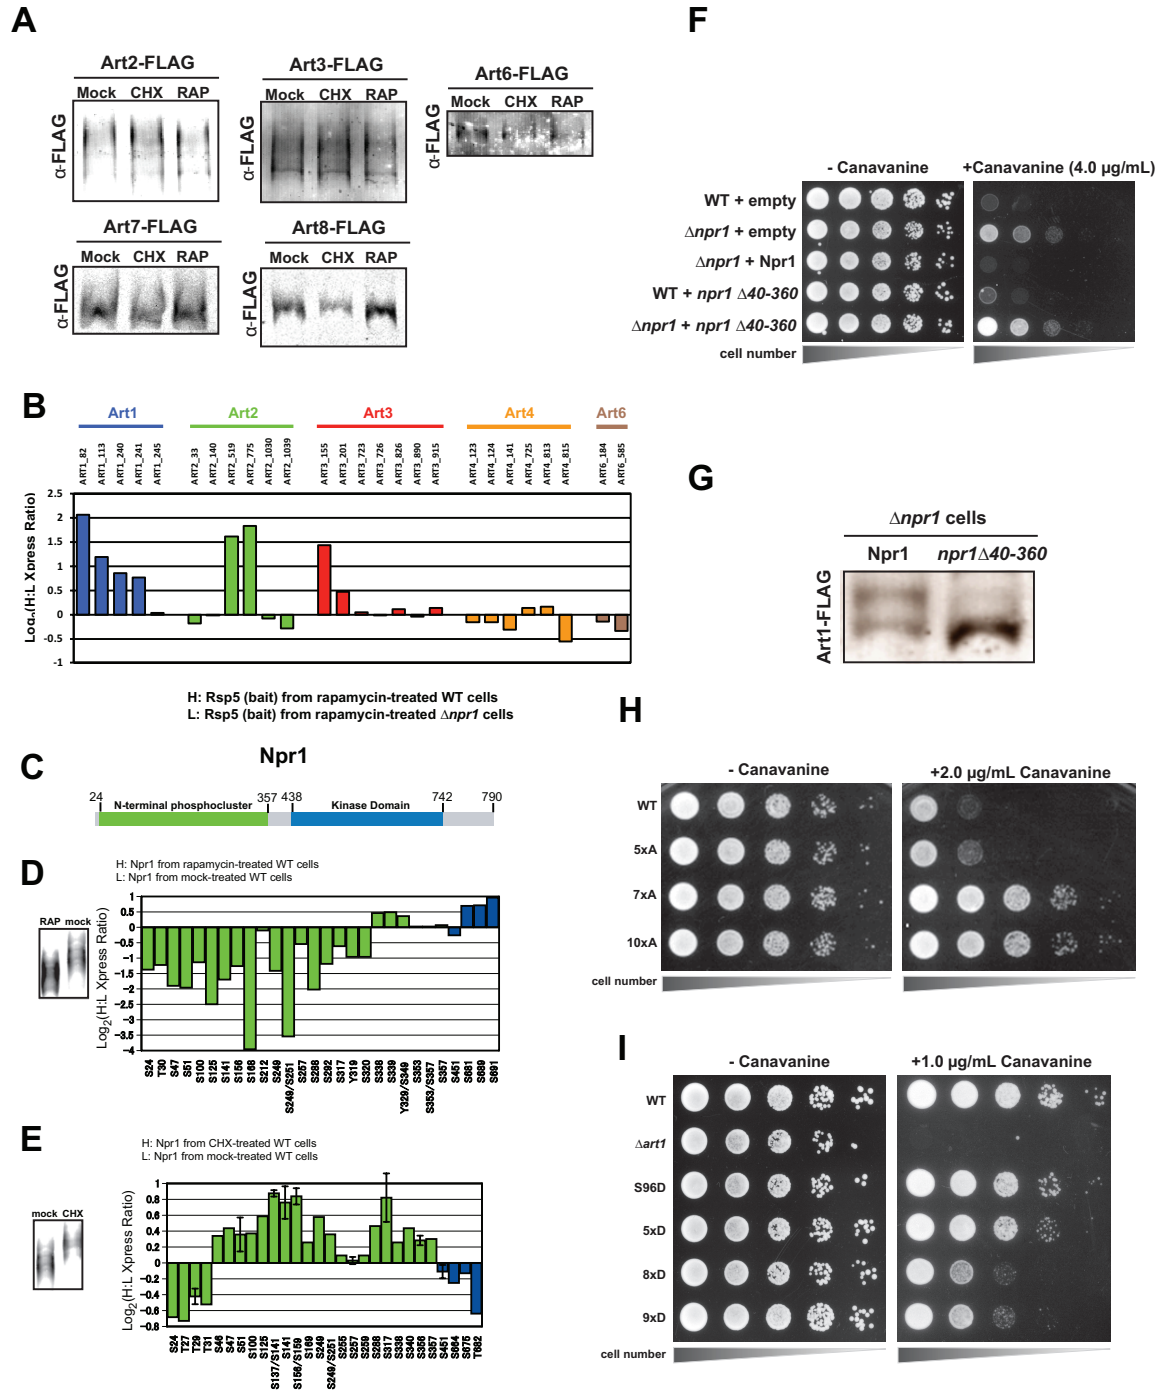 A
Art2-FLAG
Mock CHX RAP
α-FLAG
Art3-FLAG
Mock CHX RAP
α-FLAG
Art6-FLAG
Mock CHX RAP
α-FLAG
Art7-FLAG
Mock CHX RAP
α-FLAG
Art8-FLAG
Mock CHX RAP
α-FLAG
B
Art1 Art2 Art3 Art4 Art6
ART1_82
ART1_113
ART1_240
ART1_241
ART1_245
ART2_33
ART2_140
ART2_519
ART2_775
ART2_1030
ART2_1039
ART3_155
ART3_201
ART3_723
ART3_726
ART3_826
ART3_890
ART3_915
ART4_123
ART4_124
ART4_141
ART4_725
ART4_813
ART4_815
ART6_184
ART6_585
Log₂(H:L Xpress Ratio)
2.5
2
1.5
1
0.5
0
-0.5
-1
H: Rsp5 (bait) from rapamycin-treated WT cells
L: Rsp5 (bait) from rapamycin-treated Δnpr1 cells
C
Npr1
24 357 438 742 790
N-terminal phosphocluster
Kinase Domain
D
H: Npr1 from rapamycin-treated WT cells
L: Npr1 from mock-treated WT cells
RAP mock
Log2(H:L Xpress Ratio)
1
0.5
0
-0.5
-1
-1.5
-2
-2.5
-3
-3.5
-4
S24
T30
S47
S51
S100
S125
S141
S156
S168
S212
S249
S249/S251
S257
S288
S292
S317
Y319
S320
S338
S339
Y329/S349
S353
S353/S357
S357
S451
S681
S689
S691
E
H: Npr1 from CHX-treated WT cells
L: Npr1 from mock-treated WT cells
mock CHX
Log2(H:L Xpress Ratio)
1
0.8
0.6
0.4
0.2
0
-0.2
-0.4
-0.6
-0.8
S24
T27
T29
T31
S46
S47
S51
S100
S125
S137/S141
S141
S156/S159
S169
S249
S249/S251
S255
S257
S259
S288
S317
S338
S340
S356
S357
S451
S664
S675
T682
F
- Canavanine
+Canavanine (4.0 µg/mL)
WT + empty
Δnpr1 + empty
Δnpr1 + Npr1
WT + npr1 Δ40-360
Δnpr1 + npr1 Δ40-360
cell number
G
Δnpr1 cells
Npr1 npr1Δ40-360
Art1-FLAG
H
- Canavanine
+2.0 µg/mL Canavanine
WT
5xA
7xA
10xA
cell number
I
- Canavanine
+1.0 µg/mL Canavanine
WT
Δart1
S96D
5xD
8xD
9xD
cell number